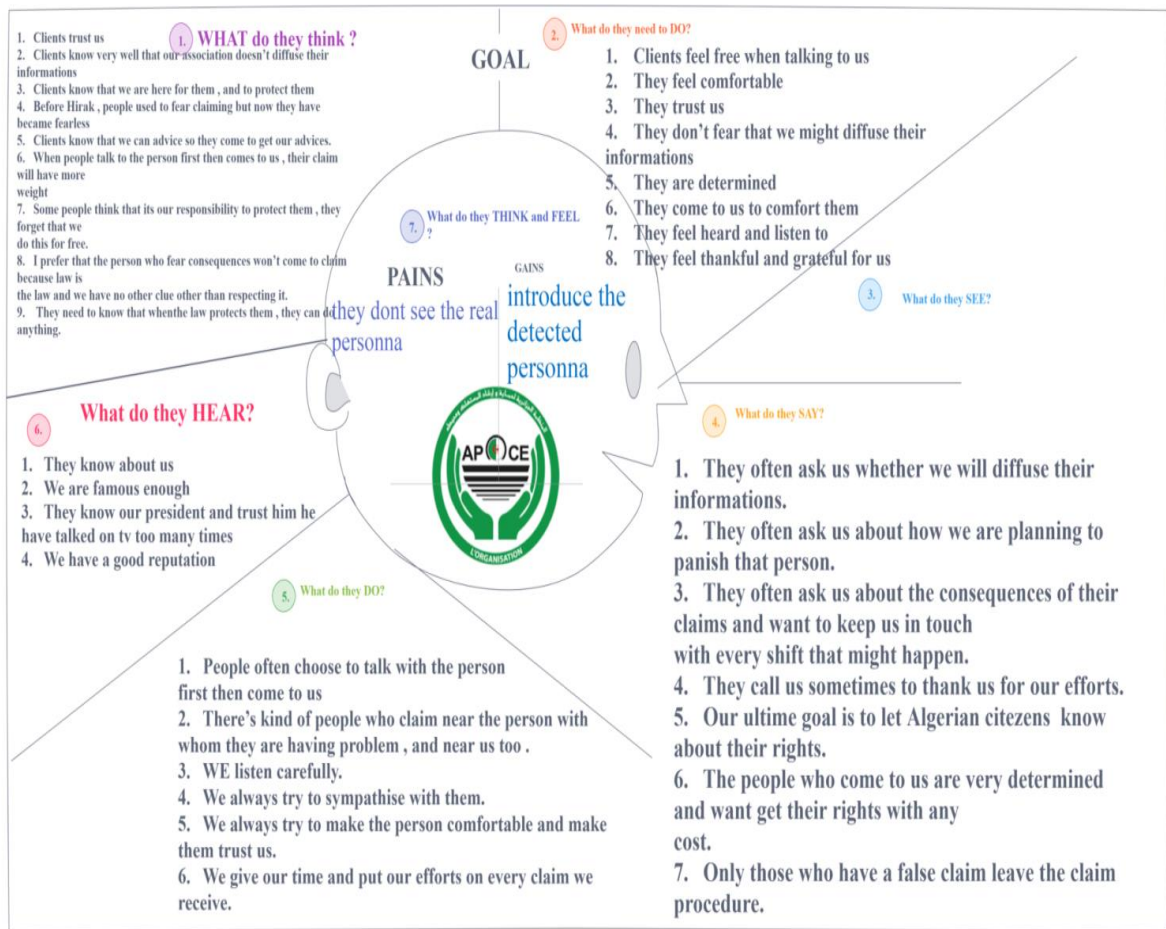 1. WHAT do they think ?
1. Clients trust us
2. Clients know very well that our association doesn't diffuse their
informations
3. Clients know that we are here for them , and to protect them
4. Before Hirak , people used to fear claiming but now they have
became fearless
5. Clients know that we can advice so they come to get our advices.
6. When people talk to the person first then comes to us , their claim
will have more
weight
7. Some people think that its our responsibility to protect them , they
forget that we
do this for free.
8. I prefer that the person who fear consequences won't come to claim
because law is
the law and we have no other clue other than respecting it.
9. They need to know that whenthe law protects them , they can do
anything.
GOAL
2. What do they need to DO?
1. Clients feel free when talking to us
2. They feel comfortable
3. They trust us
4. They don't fear that we might diffuse their
informations
5. They are determined
6. They come to us to comfort them
7. They feel heard and listen to
8. They feel thankful and grateful for us
7. What do they THINK and FEEL
?
PAINS
they dont see the real
personna
GAINS
introduce the
detected
personna
3. What do they SEE?
AP CE
L'ORGANISATION
6. What do they HEAR?
1. They know about us
2. We are famous enough
3. They know our president and trust him he
have talked on tv too many times
4. We have a good reputation
4. What do they SAY?
1. They often ask us whether we will diffuse their
informations.
2. They often ask us about how we are planning to
panish that person.
3. They often ask us about the consequences of their
claims and want to keep us in touch
with every shift that might happen.
4. They call us sometimes to thank us for our efforts.
5. Our ultime goal is to let Algerian citezens know
about their rights.
6. The people who come to us are very determined
and want get their rights with any
cost.
7. Only those who have a false claim leave the claim
procedure.
5. What do they DO?
1. People often choose to talk with the person
first then come to us
2. There's kind of people who claim near the person with
whom they are having problem , and near us too .
3. WE listen carefully.
4. We always try to sympathise with them.
5. We always try to make the person comfortable and make
them trust us.
6. We give our time and put our efforts on every claim we
receive.